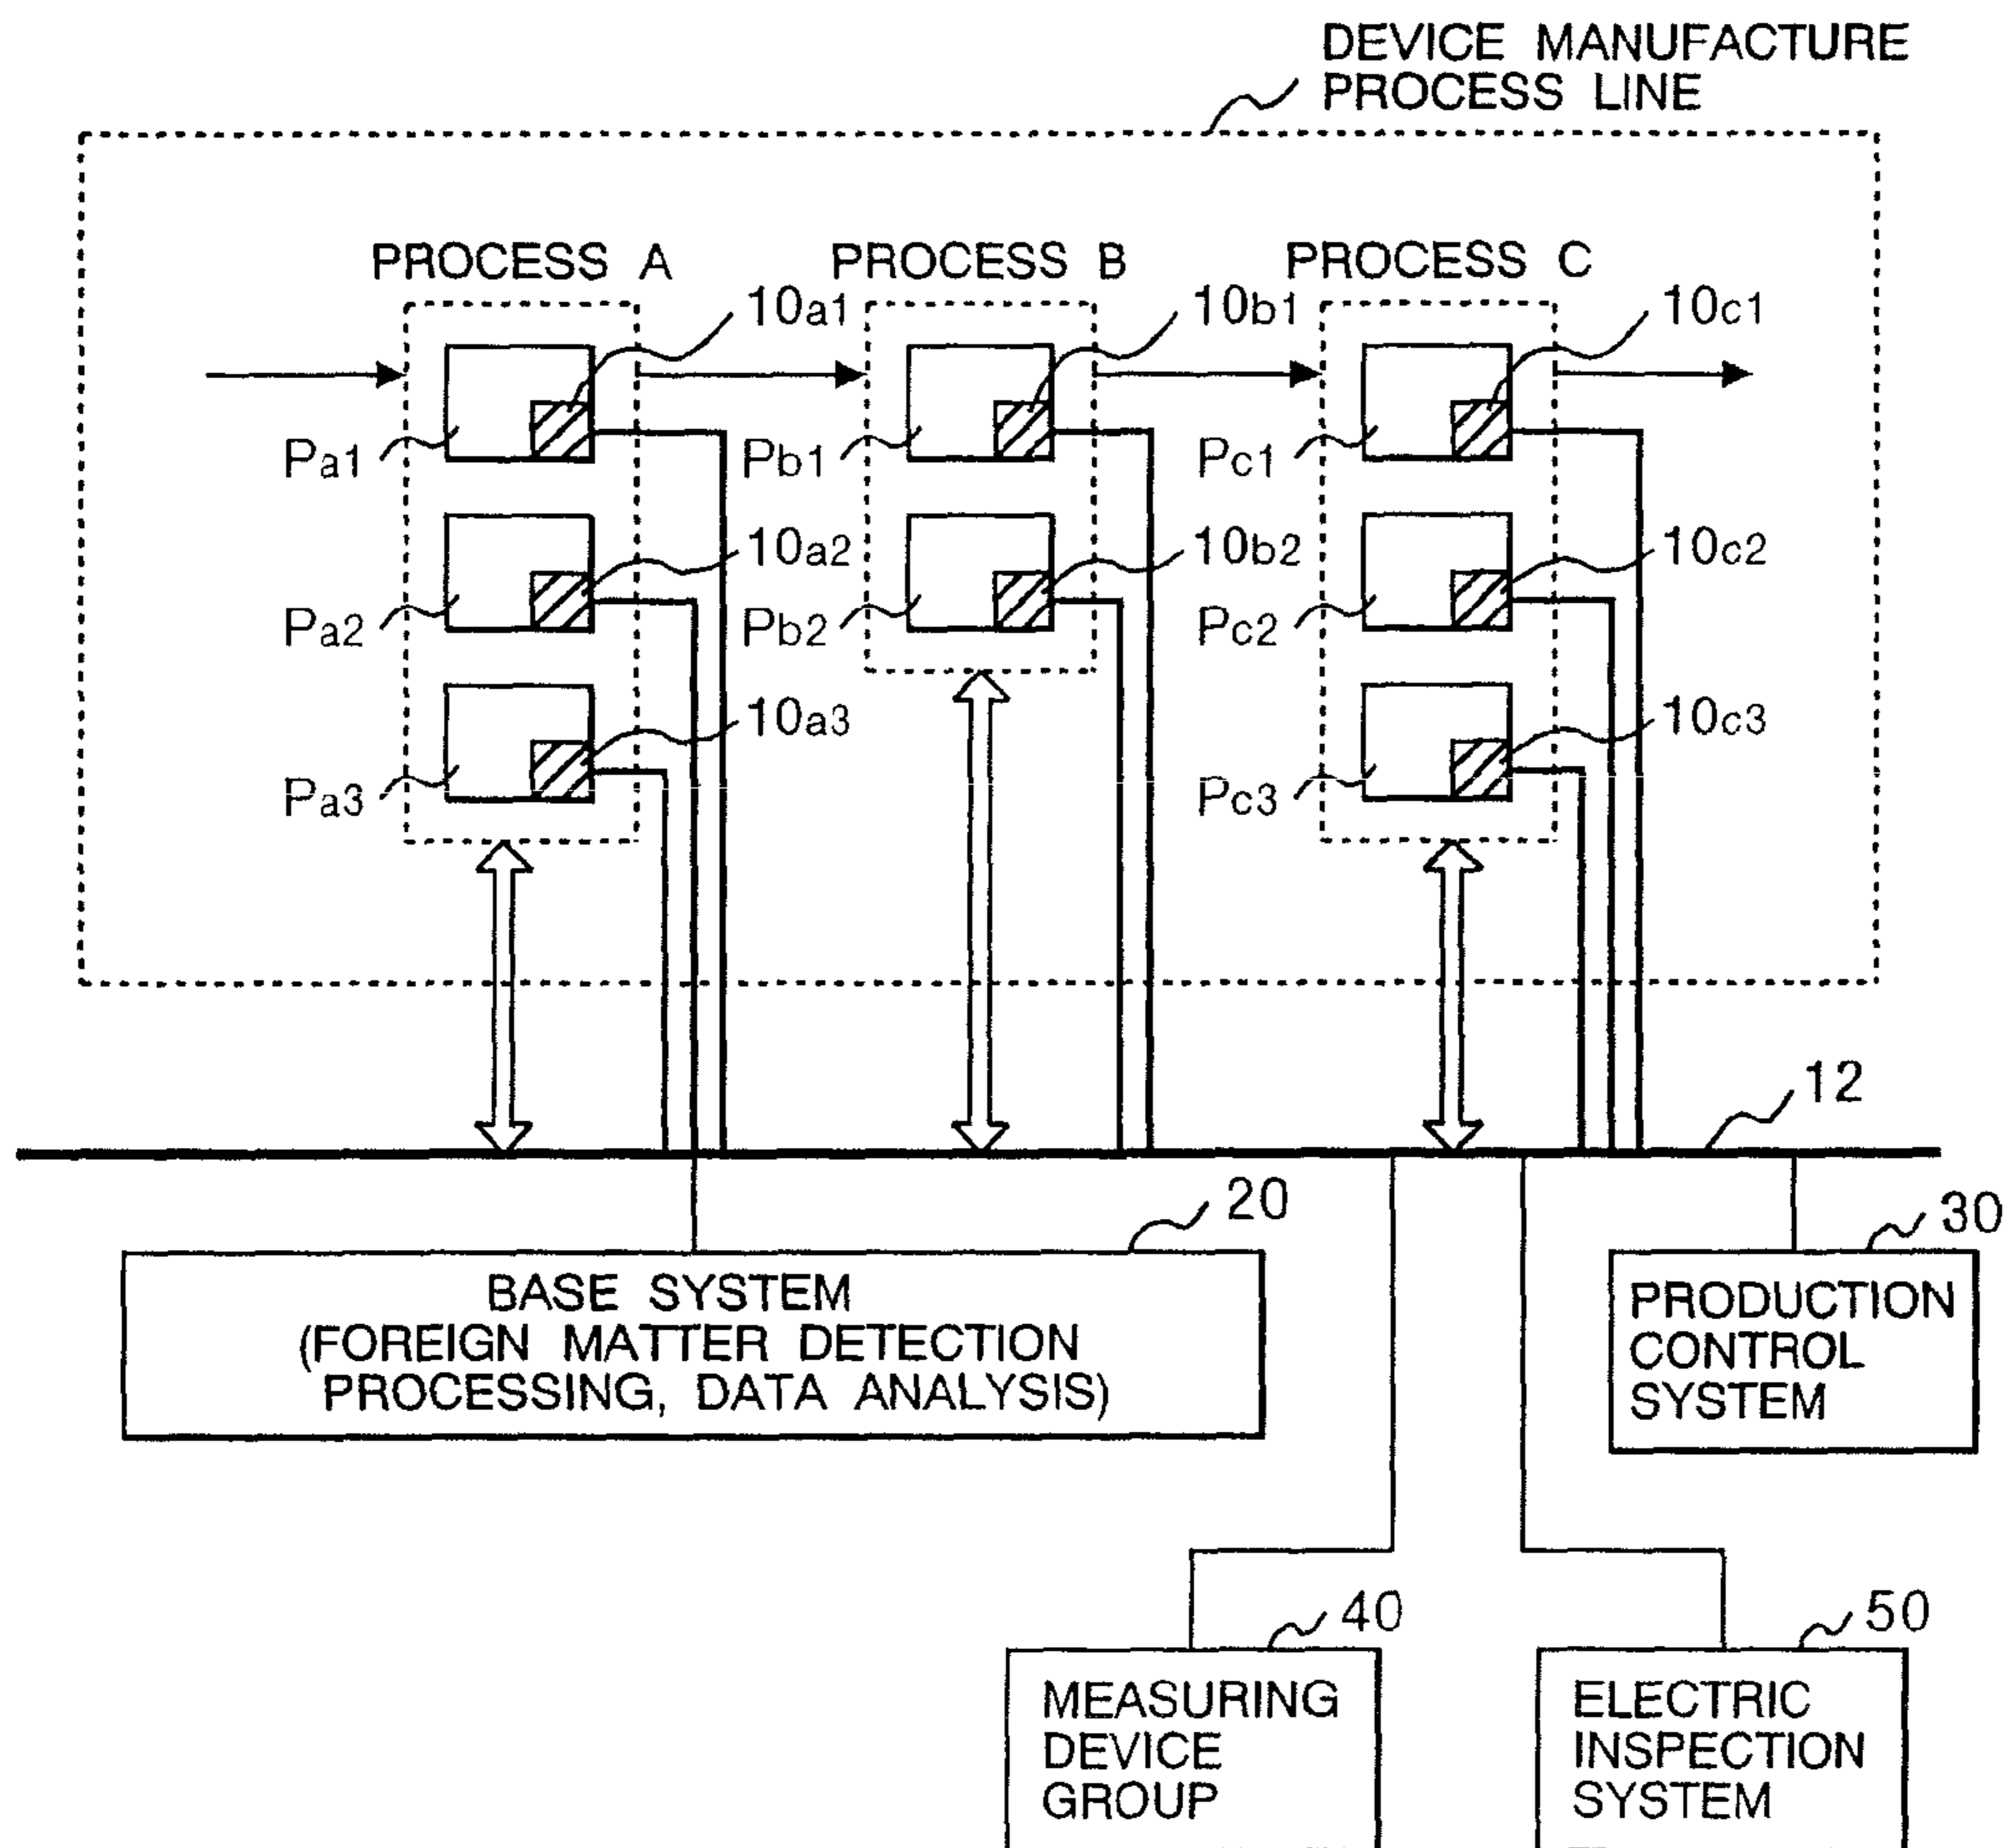 DEVICE MANUFACTURE
PROCESS LINE
PROCESS A
PROCESS B
PROCESS C
10a1
10b1
10c1
Pa1
Pb1
Pc1
10a2
10b2
10c2
Pa2
Pb2
Pc2
10a3
10c3
Pa3
Pc3
12
20
30
BASE SYSTEM
(FOREIGN MATTER DETECTION
PROCESSING, DATA ANALYSIS)
PRODUCTION
CONTROL
SYSTEM
40
50
MEASURING
DEVICE
GROUP
ELECTRIC
INSPECTION
SYSTEM